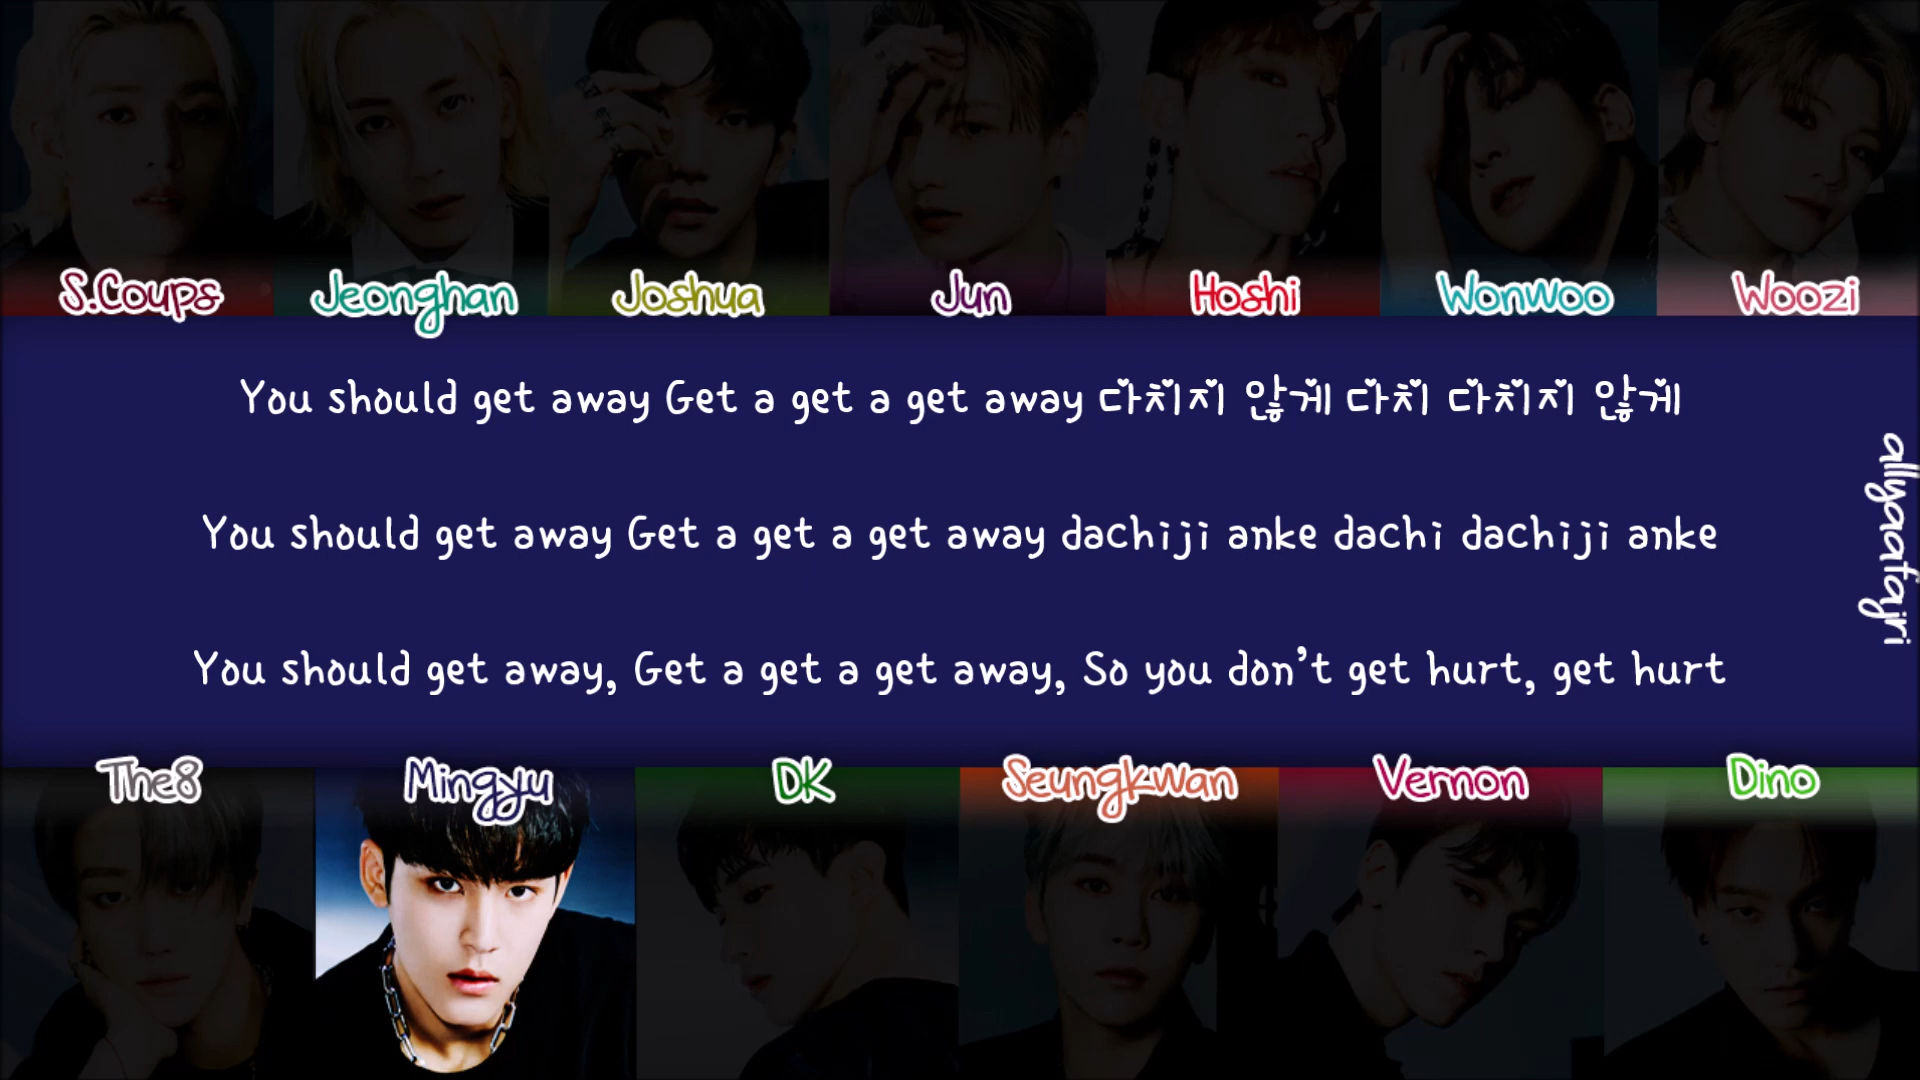 S.Coups Jeonghan Joshua Jun Hoshi Wonwoo Woozi
You should get away Get a get a get away 다치지 않게 다치 다치지 않게
You should get away Get a get a get away dachiji anke dachi dachiji anke
You should get away, Get a get a get away, So you don't get hurt, get hurt
allyaafajri
The8 Mingyu DK Seungkwan Vernon Dino